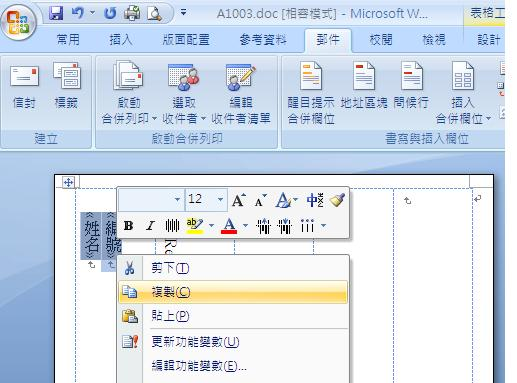 A1003.doc [相容模式] - Microsoft W...
表格工
常用 插入 版面配置 參考資料 郵件 校閱 檢視 設計
信封 標籤
啟動
合併列印
選取
收件者
編輯
收件者清單
醒目提示
合併欄位
地址區塊 問候行
插入
合併欄位
建立 啟動合併列印 書寫與插入欄位
12
B I
«編號»
«姓名»
剪下(T)
複製(C)
貼上(P)
更新功能變數(U)
編輯功能變數(E)...